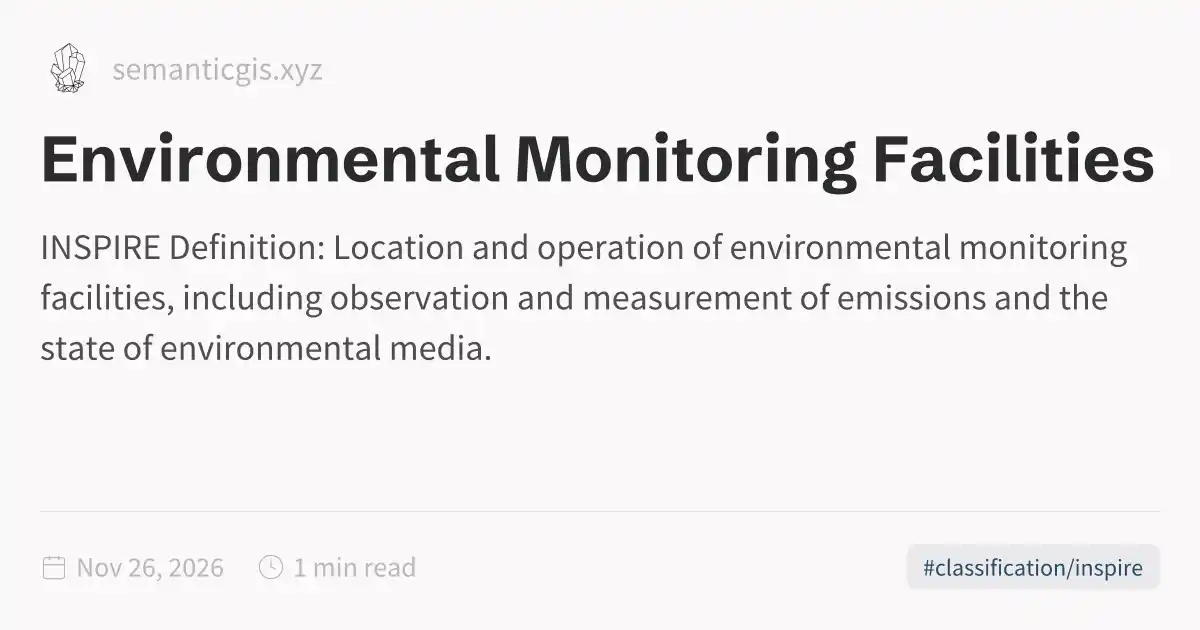 semanticgis.xyz
Environmental Monitoring Facilities
INSPIRE Definition: Location and operation of environmental monitoring
facilities, including observation and measurement of emissions and the
state of environmental media.
Nov 26, 2026
1 min read
#classification/inspire